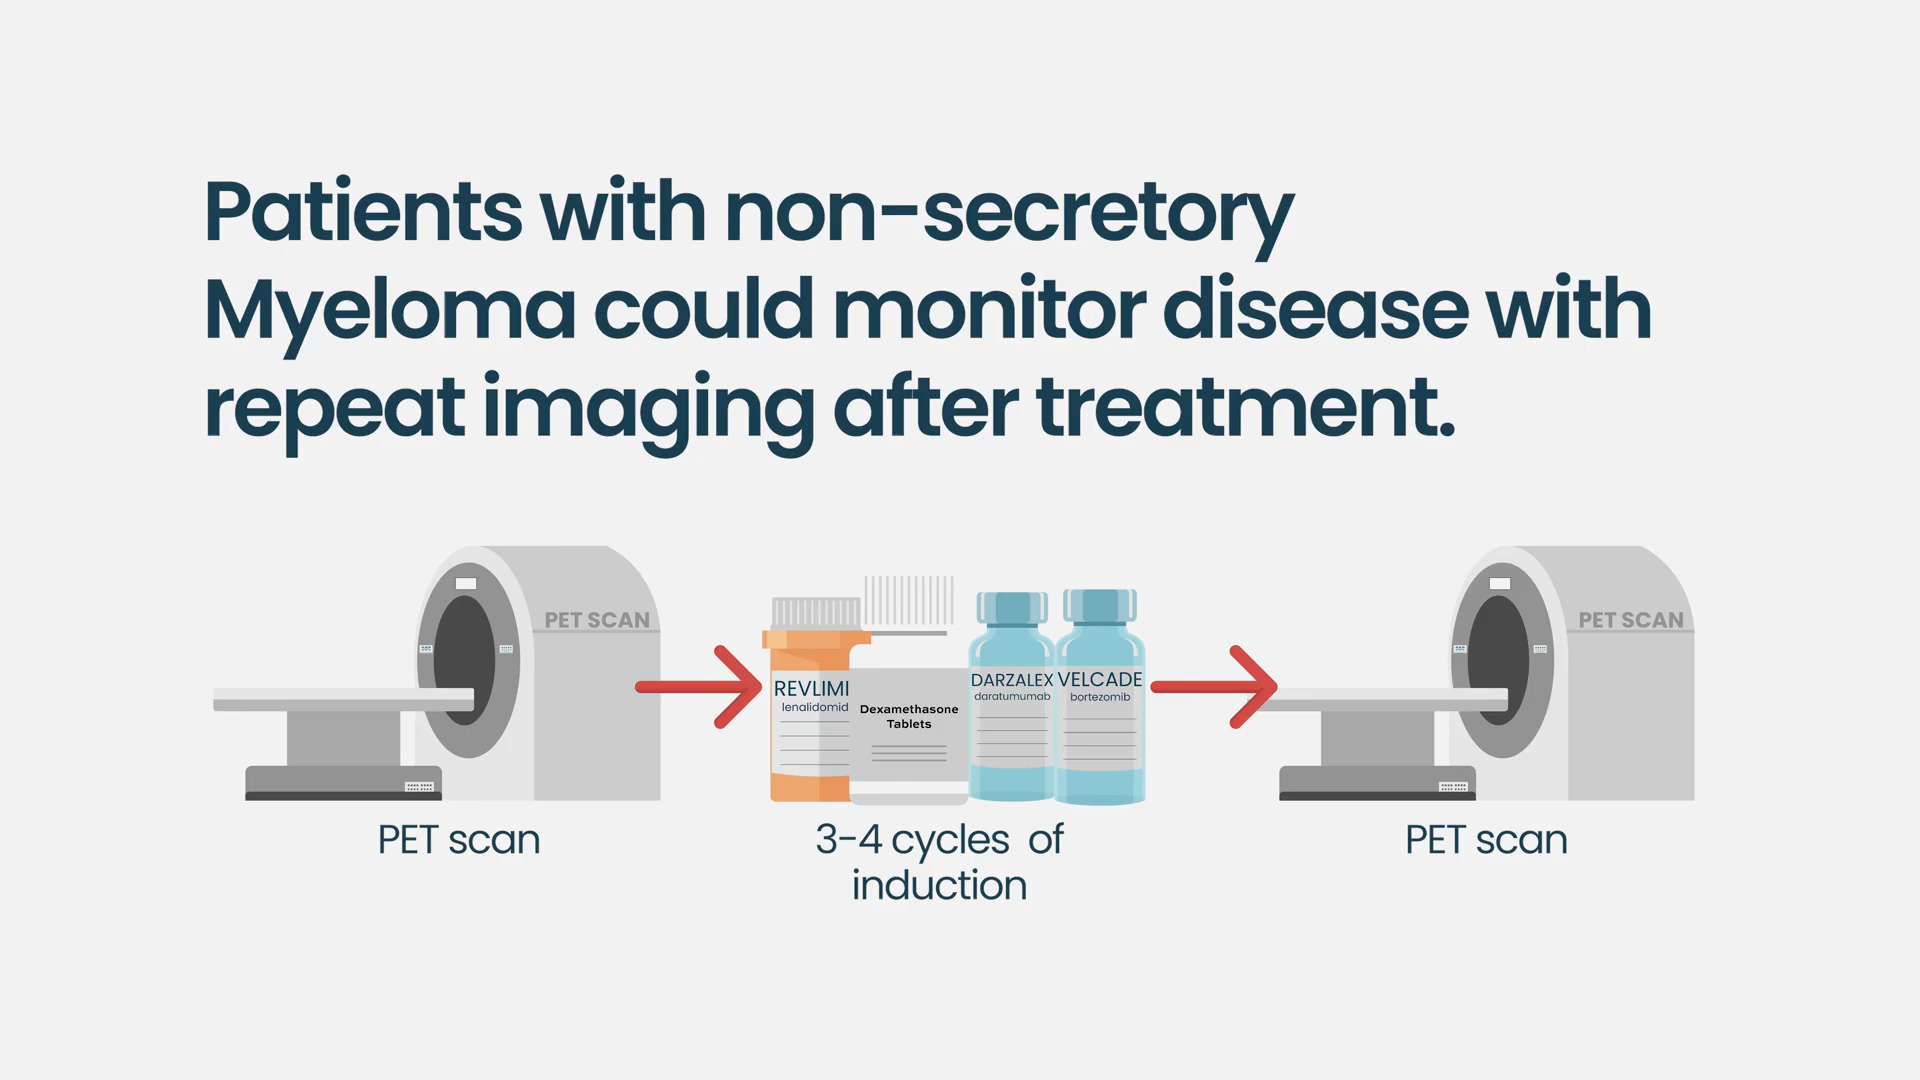 Patients with non-secretory
Myeloma could monitor disease with
repeat imaging after treatment.
PET SCAN
REVLIMI
lenalidomid
Dexamethasone
Tablets
DARZALEX
daratumumab
VELCADE
bortezomib
PET SCAN
PET scan
3-4 cycles of
induction
PET scan